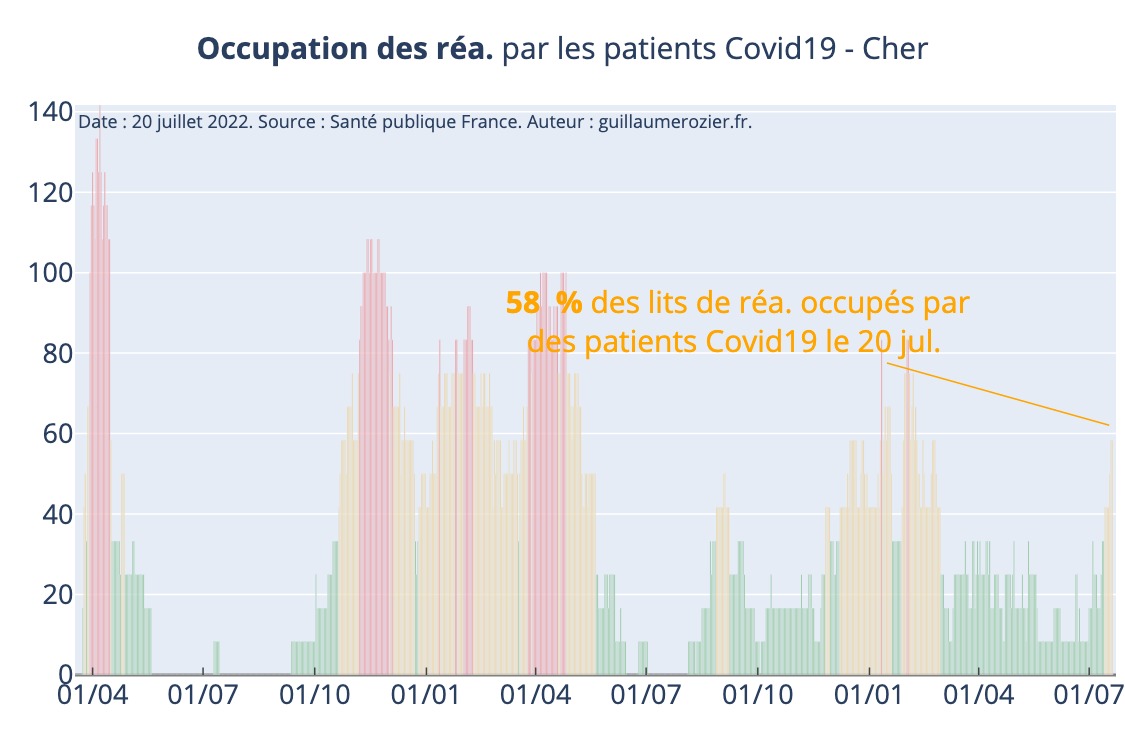 Occupation des réa. par les patients Covid19 - Cher
140
Date : 20 juillet 2022. Source : Santé publique France. Auteur : guillaumerozier.fr.
120
100
58 % des lits de réa. occupés par
des patients Covid19 le 20 jul.
80
60
40
20
0
01/04 01/07 01/10 01/01 01/04 01/07 01/10 01/01 01/04 01/07